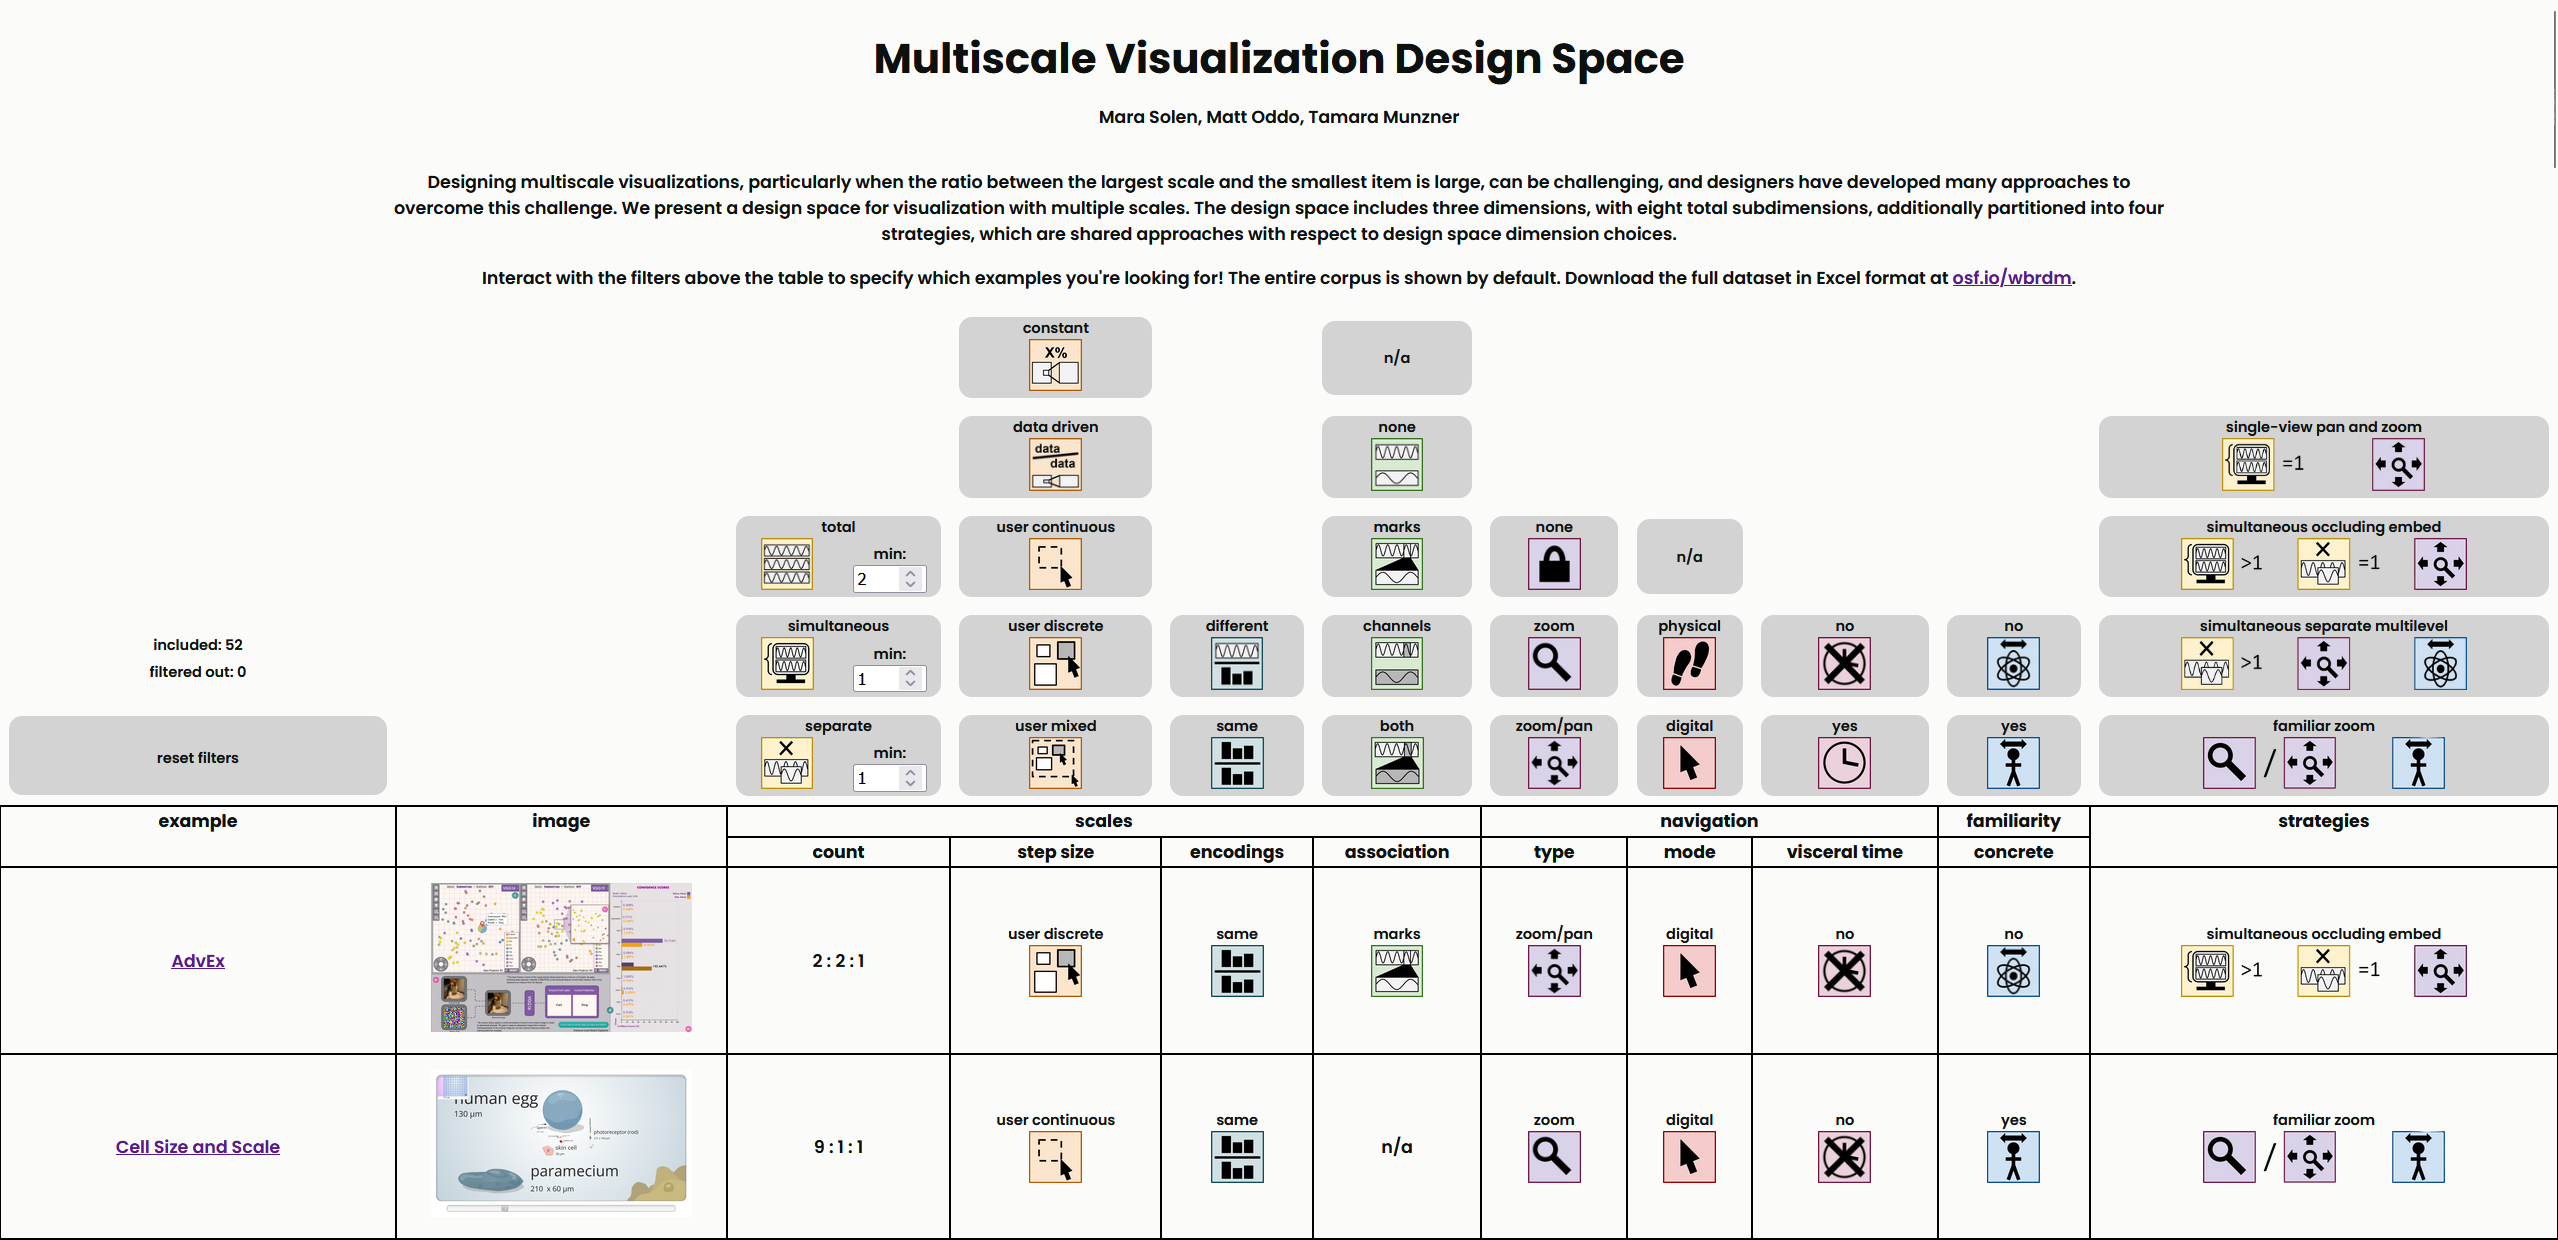 Multiscale Visualization Design Space
Mara Solen, Matt Oddo, Tamara Munzner
Designing multiscale visualizations, particularly when the ratio between the largest scale and the smallest item is large, can be challenging, and designers have developed many approaches to
overcome this challenge. We present a design space for visualization with multiple scales. The design space includes three dimensions, with eight total subdimensions, additionally partitioned into four
strategies, which are shared approaches with respect to design space dimension choices.
Interact with the filters above the table to specify which examples you're looking for! The entire corpus is shown by default. Download the full dataset in Excel format at osf.io/wbrdm.
constant
X%
n/a
data driven
data
data
none
single-view pan and zoom
=1
total
min:
2
user continuous
marks
none
n/a
simultaneous occluding embed
>1
=1
included: 52
filtered out: 0
simultaneous
min:
1
user discrete
different
channels
zoom
physical
no
no
simultaneous separate multilevel
>1
reset filters
separate
min:
1
user mixed
same
both
zoom/pan
digital
yes
yes
familiar zoom
/
example image scales navigation familiarity strategies
count step size encodings association type mode visceral time concrete
AdvEx
2:2:1
user discrete
same
marks
zoom/pan
digital
no
no
simultaneous occluding embed
>1
=1
Cell Size and Scale
human egg
130 µm
photoreceptor (rod)
skin cell
paramecium
210 x 60 µm
9:1:1
user continuous
same
n/a
zoom
digital
no
yes
familiar zoom
/